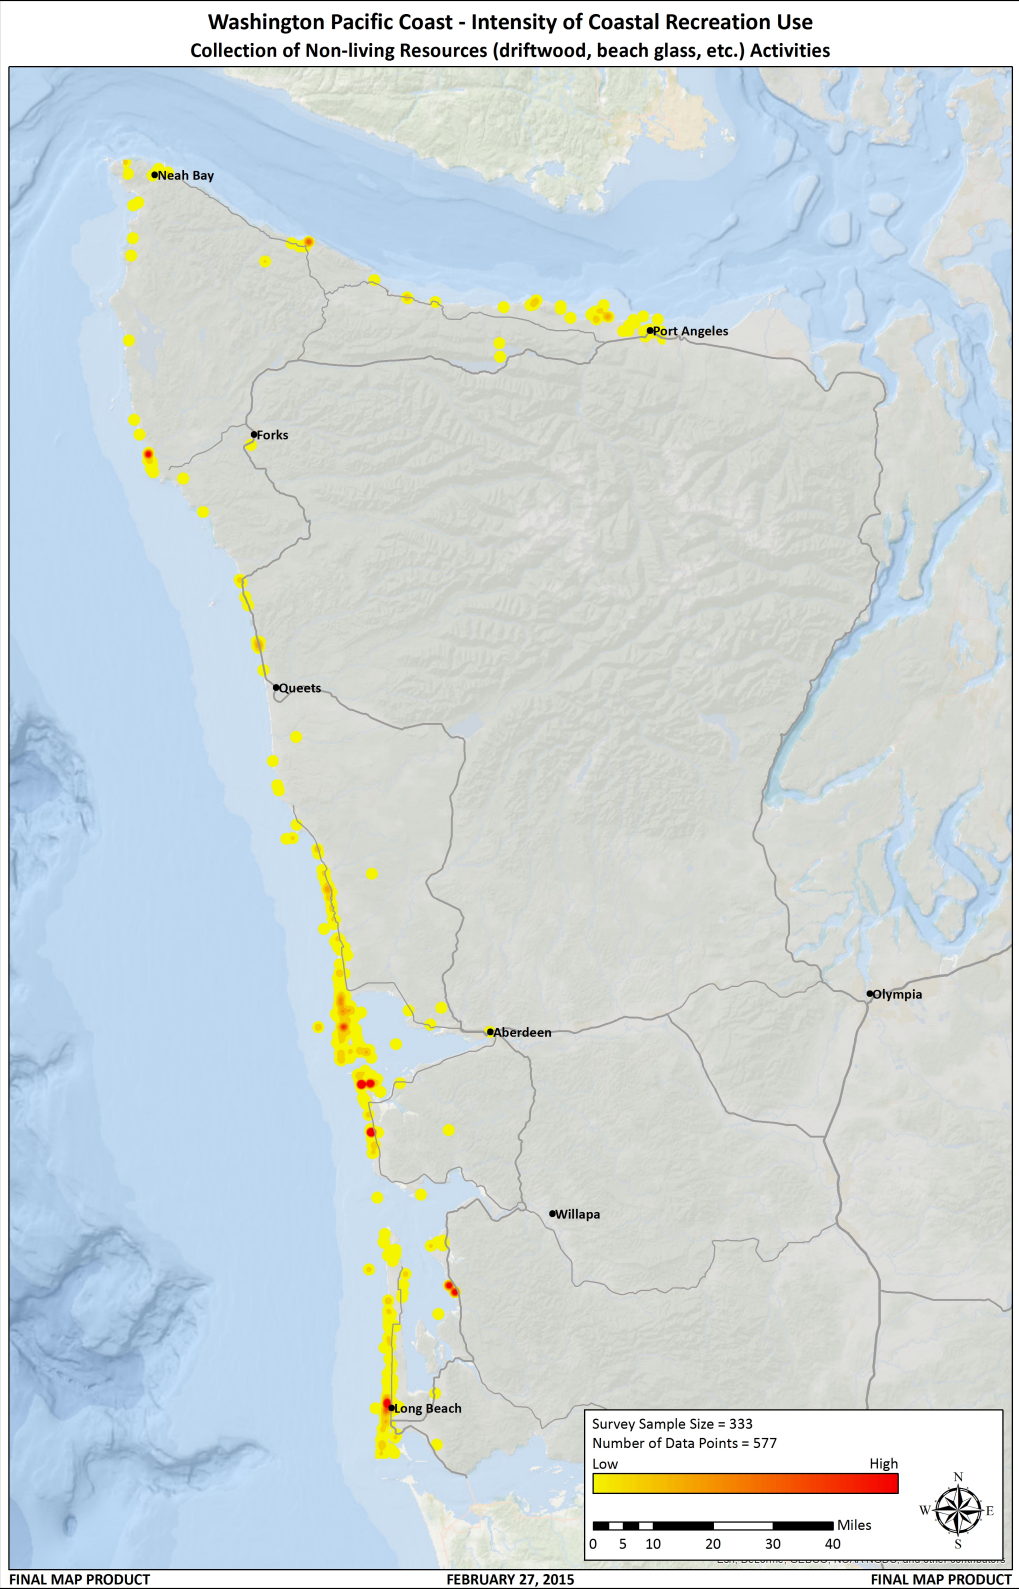 Washington Pacific Coast - Intensity of Coastal Recreation Use
Collection of Non-living Resources (driftwood, beach glass, etc.) Activities
Neah Bay
Port Angeles
Forks
Queets
Olympia
Aberdeen
Willapa
Long Beach
Survey Sample Size = 333
Number of Data Points = 577
Low High
N
W E
S
Miles
0 5 10 20 30 40
FINAL MAP PRODUCT FEBRUARY 27, 2015 FINAL MAP PRODUCT